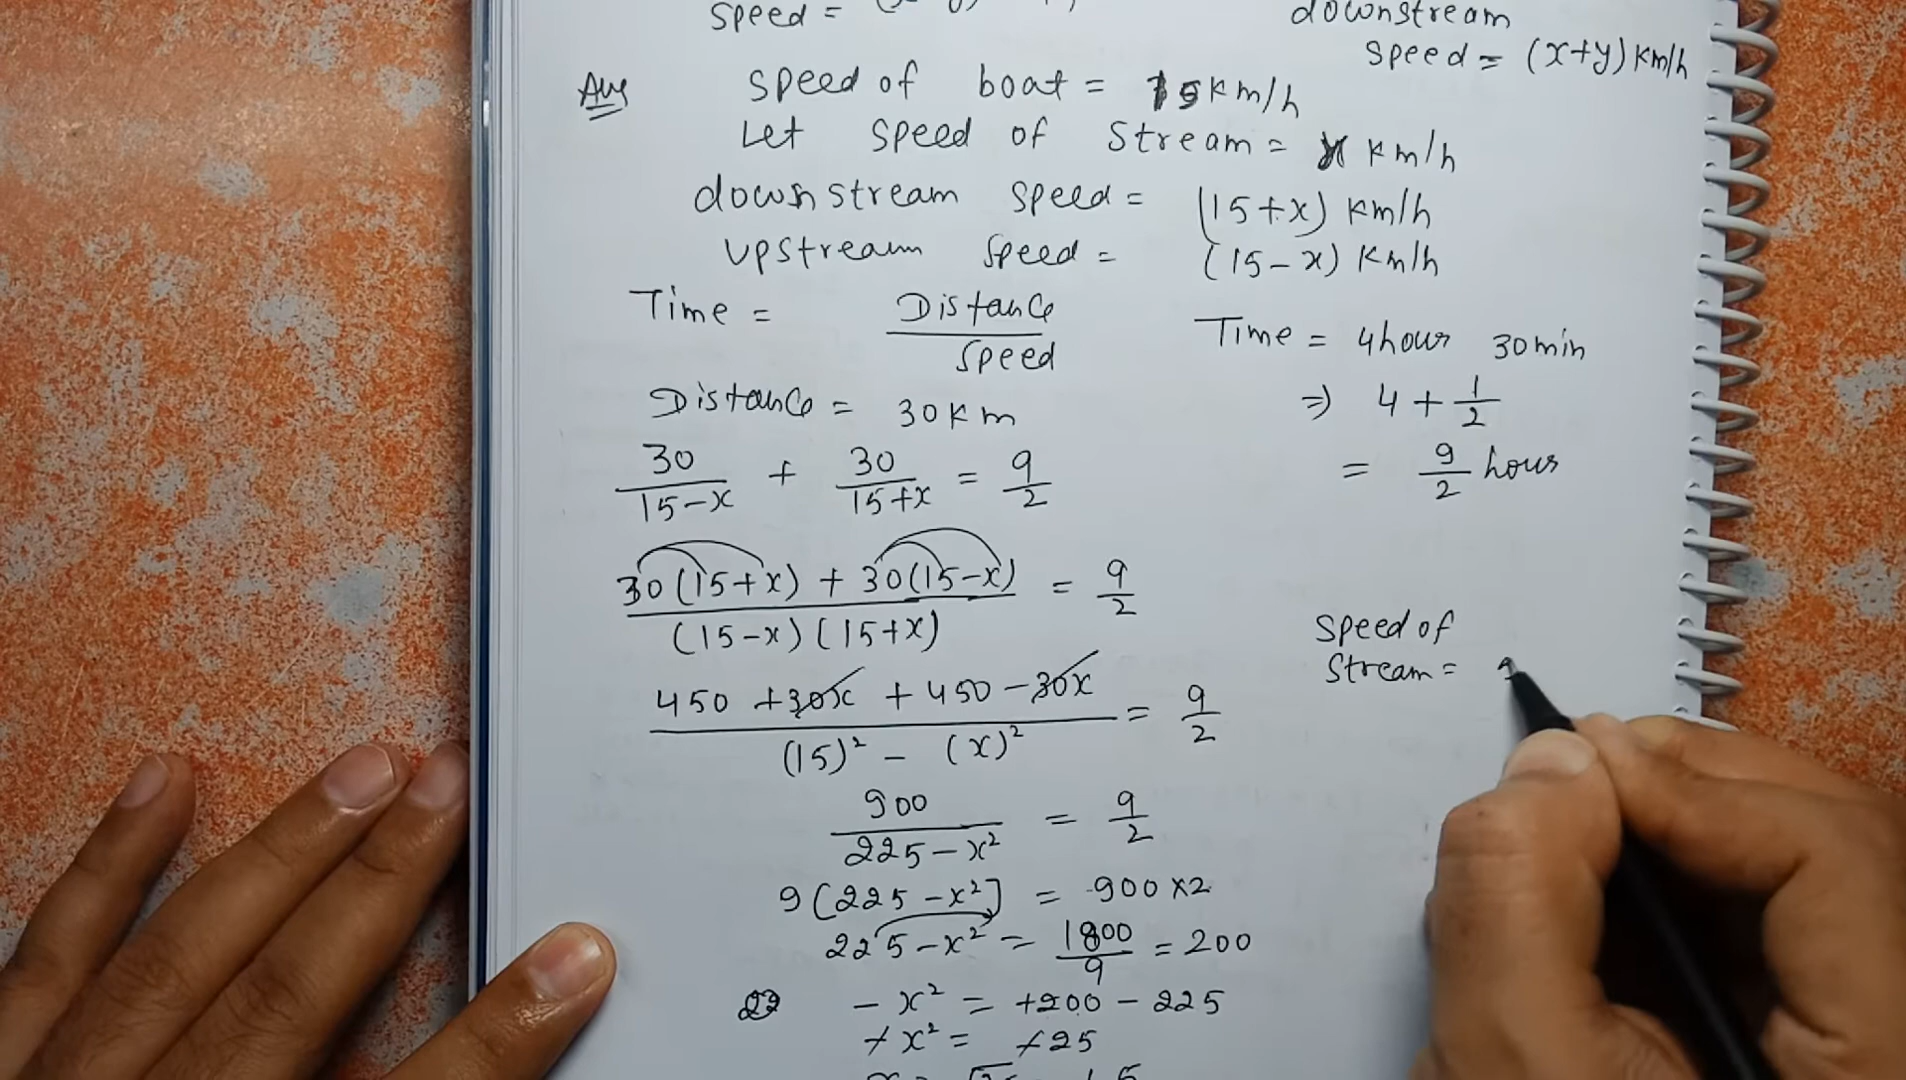 speed =
downstream
speed = (x+y) km/h
Ans speed of boat = 15 km/h
Let speed of stream = x km/h
downstream speed = (15+x) km/h
upstream speed = (15-x) km/h
Time = Distance / speed
Time = 4 hour 30 min
⇒ 4 + 1/2
= 9/2 hour
Distance = 30 km
30/(15-x) + 30/(15+x) = 9/2
30(15+x) + 30(15-x) / (15-x)(15+x) = 9/2
speed of
stream =
450 + 30x + 450 - 30x / (15)² - (x)² = 9/2
900 / 225-x² = 9/2
9(225-x²) = 900×2
225-x² = 1800/9 = 200
-x² = +200 - 225
-x² = -25